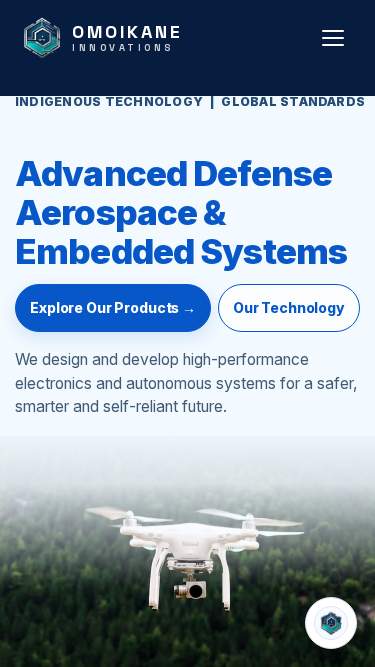 OMOIKANE
INNOVATIONS
INDIGENOUS TECHNOLOGY | GLOBAL STANDARDS
Advanced Defense
Aerospace &
Embedded Systems
Explore Our Products →
Our Technology
We design and develop high-performance
electronics and autonomous systems for a safer,
smarter and self-reliant future.